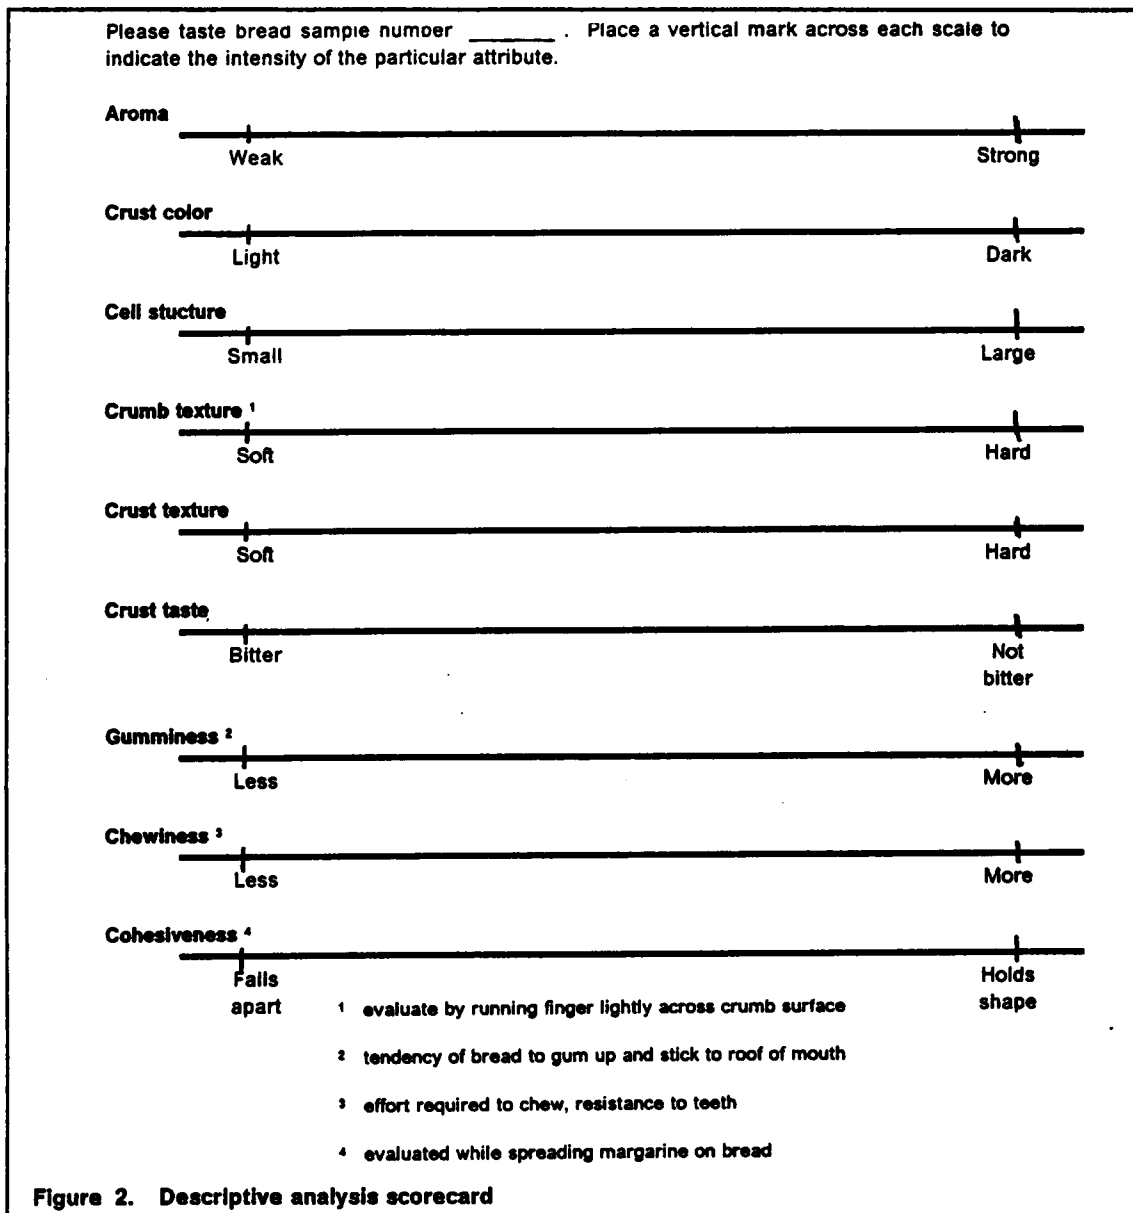 Please taste bread sample number ______ . Place a vertical mark across each scale to
indicate the intensity of the particular attribute.
Aroma
Weak Strong
Crust color
Light Dark
Cell stucture
Small Large
Crumb texture ¹
Soft Hard
Crust texture
Soft Hard
Crust taste
Bitter Not
bitter
Gumminess ²
Less More
Chewiness ³
Less More
Cohesiveness ⁴
Falls Holds
apart shape
¹ evaluate by running finger lightly across crumb surface
² tendency of bread to gum up and stick to roof of mouth
³ effort required to chew, resistance to teeth
⁴ evaluated while spreading margarine on bread
Figure 2. Descriptive analysis scorecard